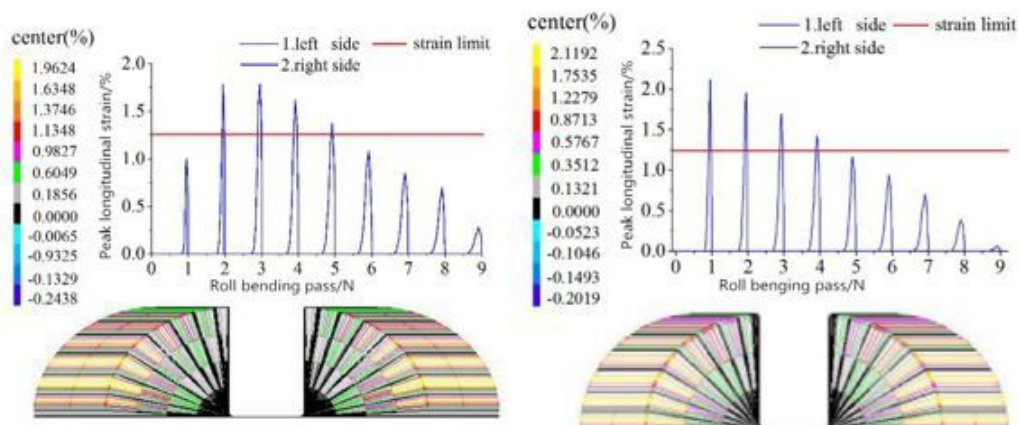 center(%)
1.9624
1.6348
1.3746
1.1348
0.9827
0.6049
0.1856
0.0000
-0.0065
-0.9325
-0.1329
-0.2438
1.left side
strain limit
2.right side
Peak longitudinal strain/%
2.0
1.5
1.0
0.5
0.0
0 1 2 3 4 5 6 7 8 9
Roll bending pass/N
center(%)
2.1192
1.7535
1.2279
0.8713
0.5767
0.3512
0.1321
0.0000
-0.0523
-0.1046
-0.1493
-0.2019
1.left side
strain limit
2.right side
Peak longitudinal strain/%
2.5
2.0
1.5
1.0
0.5
0.0
0 1 2 3 4 5 6 7 8 9
Roll benging pass/N